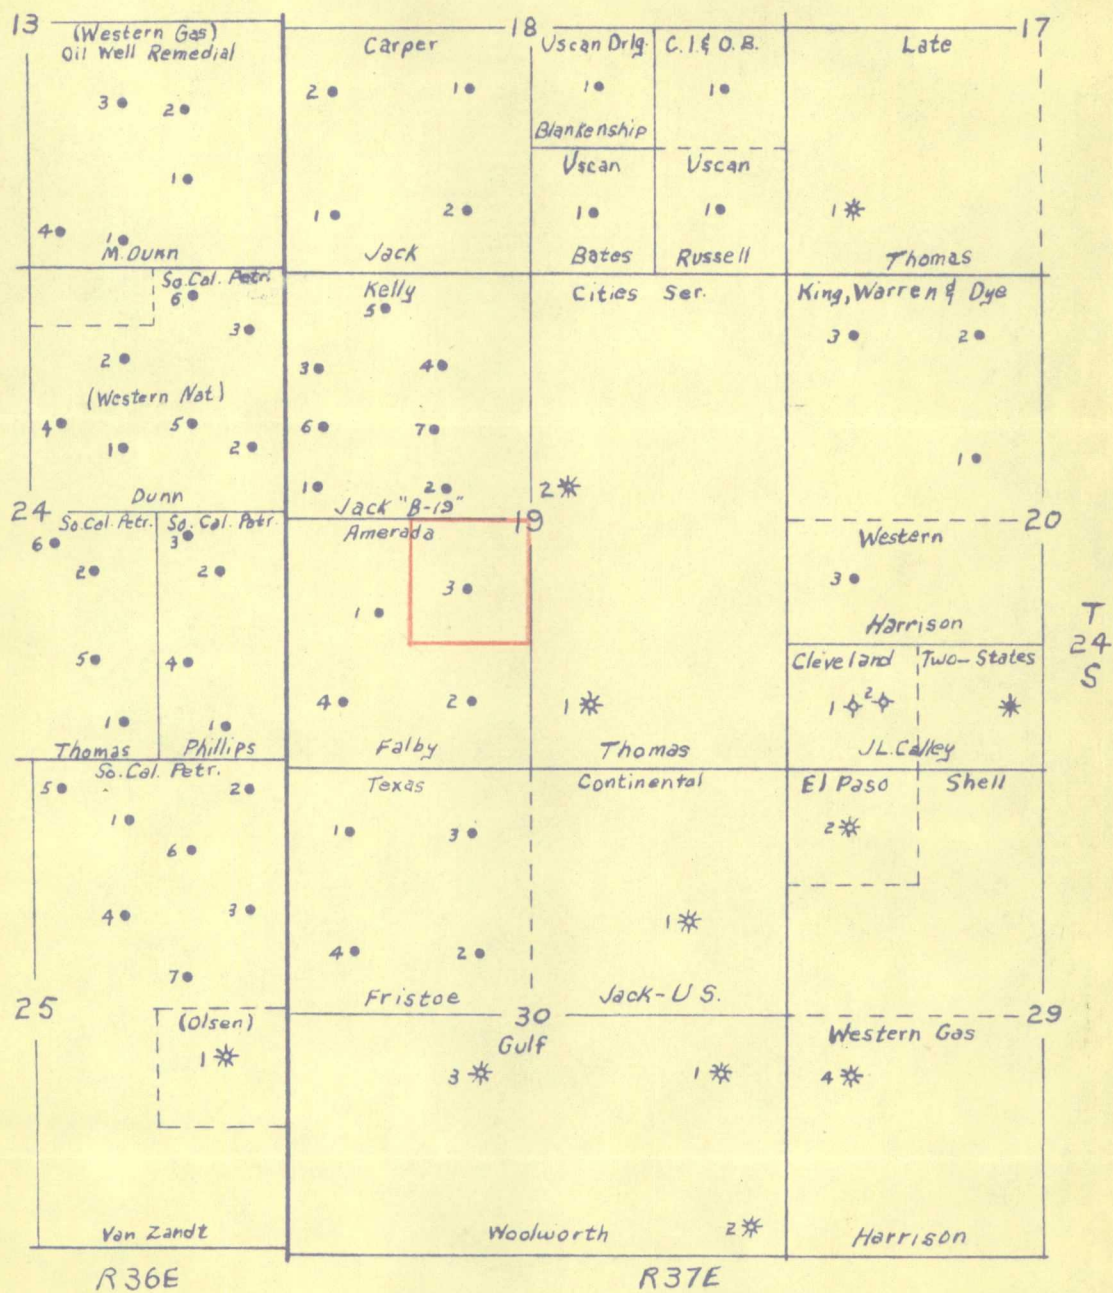 13
(Western Gas)
Oil Well Remedial
3
2
1
4
1
M. Dunn
18
Carper
2
1
1
2
Jack
Uscan Drlg.
1
Blankenship
C.I. & O.B.
1
Uscan
1
Bates
Uscan
1
Russell
17
Late
1
Thomas
So. Cal. Petr.
6
3
2
(Western Nat)
4
5
1
2
Dunn
Kelly
5
3
4
6
7
1
2
Jack "B-19"
Cities Ser.
2
King, Warren & Dye
3
2
1
24
So. Cal. Petr.
6
2
5
1
Thomas
So. Cal. Petr.
3
2
4
1
Phillips
19
Amerada
3
1
4
2
Falby
1
Thomas
20
Western
3
Harrison
Cleveland
Two-States
1
2
J.L. Calley
T
24
S
So. Cal. Petr.
5
2
1
6
4
3
7
Texas
1
3
4
2
Fristoe
Continental
1
Jack-US.
El Paso
2
Shell
25
(Olsen)
1
Van Zandt
30
Gulf
3
1
2
Woolworth
29
Western Gas
4
Harrison
R36E
R37E